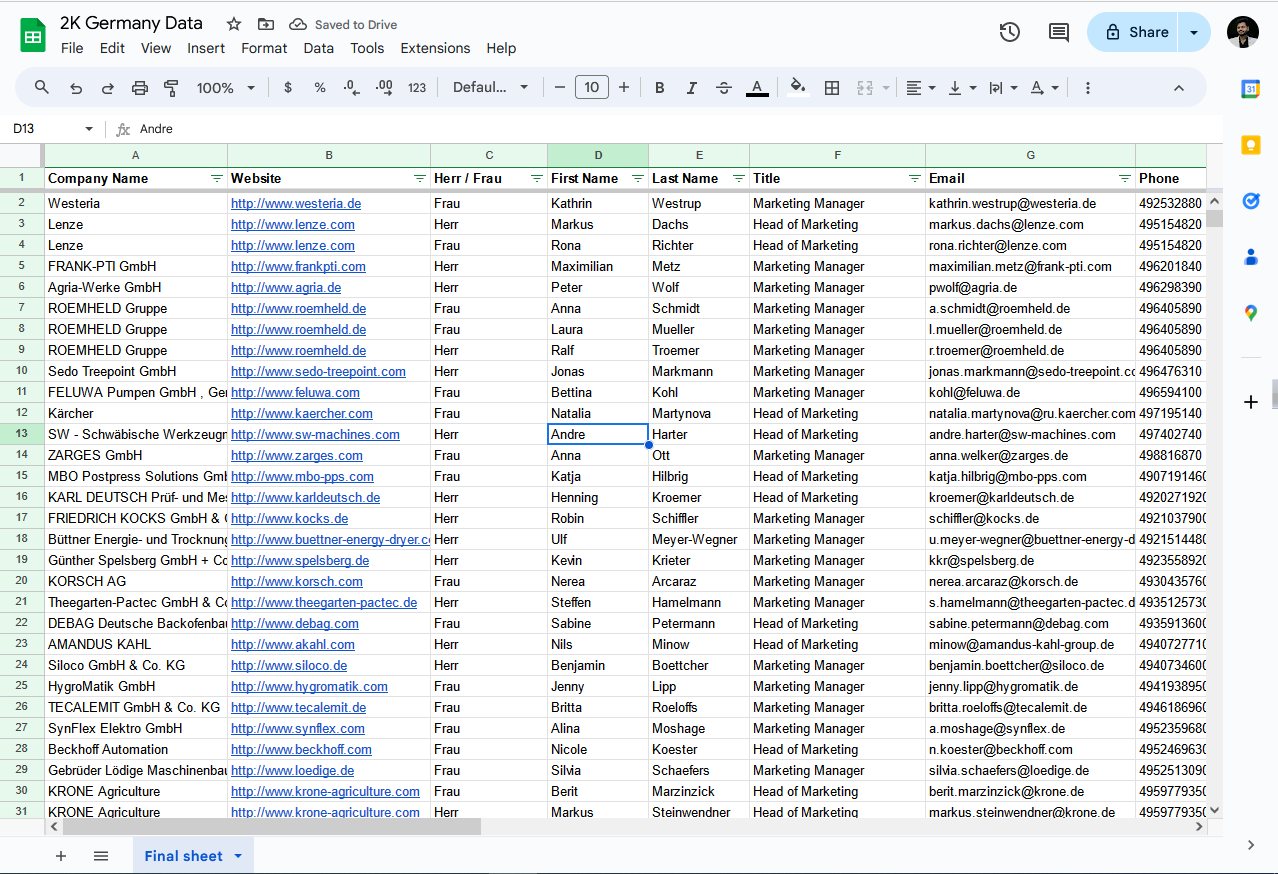 2K Germany Data Saved to Drive
File Edit View Insert Format Data Tools Extensions Help
Share
100% $ % .0 .00 123 Defaul... 10 B I S A A
D13 fx Andre
A B C D E F G
1 Company Name Website Herr / Frau First Name Last Name Title Email Phone
2 Westeria http://www.westeria.de Frau Kathrin Westrup Marketing Manager kathrin.westrup@westeria.de 492532880
3 Lenze http://www.lenze.com Herr Markus Dachs Head of Marketing markus.dachs@lenze.com 495154820
4 Lenze http://www.lenze.com Frau Rona Richter Head of Marketing rona.richter@lenze.com 495154820
5 FRANK-PTI GmbH http://www.frankpti.com Herr Maximilian Metz Marketing Manager maximilian.metz@frank-pti.com 496201840
6 Agria-Werke GmbH http://www.agria.de Herr Peter Wolf Marketing Manager pwolf@agria.de 496298390
7 ROEMHELD Gruppe http://www.roemheld.de Frau Anna Schmidt Marketing Manager a.schmidt@roemheld.de 496405890
8 ROEMHELD Gruppe http://www.roemheld.de Frau Laura Mueller Marketing Manager l.mueller@roemheld.de 496405890
9 ROEMHELD Gruppe http://www.roemheld.de Herr Ralf Troemer Marketing Manager r.troemer@roemheld.de 496405890
10 Sedo Treepoint GmbH http://www.sedo-treepoint.com Herr Jonas Markmann Marketing Manager jonas.markmann@sedo-treepoint.cc 496476310
11 FELUWA Pumpen GmbH , Ger http://www.feluwa.com Frau Bettina Kohl Marketing Manager kohl@feluwa.de 496594100
12 Kärcher http://www.kaercher.com Frau Natalia Martynova Head of Marketing natalia.martynova@ru.kaercher.com 497195140
13 SW - Schwäbische Werkzeugm http://www.sw-machines.com Herr Andre Harter Head of Marketing andre.harter@sw-machines.com 497402740
14 ZARGES GmbH http://www.zarges.com Frau Anna Ott Marketing Manager anna.welker@zarges.de 498816870
15 MBO Postpress Solutions Gmb http://www.mbo-pps.com Frau Katja Hilbrig Head of Marketing katja.hilbrig@mbo-pps.com 4907191460
16 KARL DEUTSCH Prüf- und Mes http://www.karldeutsch.de Herr Henning Kroemer Head of Marketing kroemer@karldeutsch.de 4920271920
17 FRIEDRICH KOCKS GmbH & C http://www.kocks.de Herr Robin Schiffler Marketing Manager schiffler@kocks.de 4921037900
18 Büttner Energie- und Trocknung http://www.buettner-energy-dryer.c Herr Ulf Meyer-Wegner Marketing Manager u.meyer-wegner@buettner-energy-d 4921514480
19 Günther Spelsberg GmbH + Co http://www.spelsberg.de Herr Kevin Krieter Marketing Manager kkr@spelsberg.de 4923558920
20 KORSCH AG http://www.korsch.com Frau Nerea Arcaraz Marketing Manager nerea.arcaraz@korsch.de 4930435760
21 Theegarten-Pactec GmbH & Co http://www.theegarten-pactec.de Herr Steffen Hamelmann Marketing Manager s.hamelmann@theegarten-pactec.d 4935125730
22 DEBAG Deutsche Backofenbau http://www.debag.com Frau Sabine Petermann Head of Marketing sabine.petermann@debag.com 4935913600
23 AMANDUS KAHL http://www.akahl.com Herr Nils Minow Head of Marketing minow@amandus-kahl-group.de 4940727710
24 Siloco GmbH & Co. KG http://www.siloco.de Herr Benjamin Boettcher Marketing Manager benjamin.boettcher@siloco.de 4940734600
25 HygroMatik GmbH http://www.hygromatik.com Frau Jenny Lipp Marketing Manager jenny.lipp@hygromatik.de 4941938950
26 TECALEMIT GmbH & Co. KG http://www.tecalemit.de Frau Britta Roeloffs Marketing Manager britta.roeloffs@tecalemit.de 4946186960
27 SynFlex Elektro GmbH http://www.synflex.com Frau Alina Moshage Marketing Manager a.moshage@synflex.de 4952359680
28 Beckhoff Automation http://www.beckhoff.com Frau Nicole Koester Head of Marketing n.koester@beckhoff.com 4952469630
29 Gebrüder Lödige Maschinenbau http://www.loedige.de Frau Silvia Schaefers Marketing Manager silvia.schaefers@loedige.de 4952513090
30 KRONE Agriculture http://www.krone-agriculture.com Frau Berit Marzinzick Head of Marketing berit.marzinzick@krone.de 4959779350
31 KRONE Agriculture http://www.krone-agriculture.com Herr Markus Steinwendner Head of Marketing markus.steinwendner@krone.de 4959779350
Final sheet